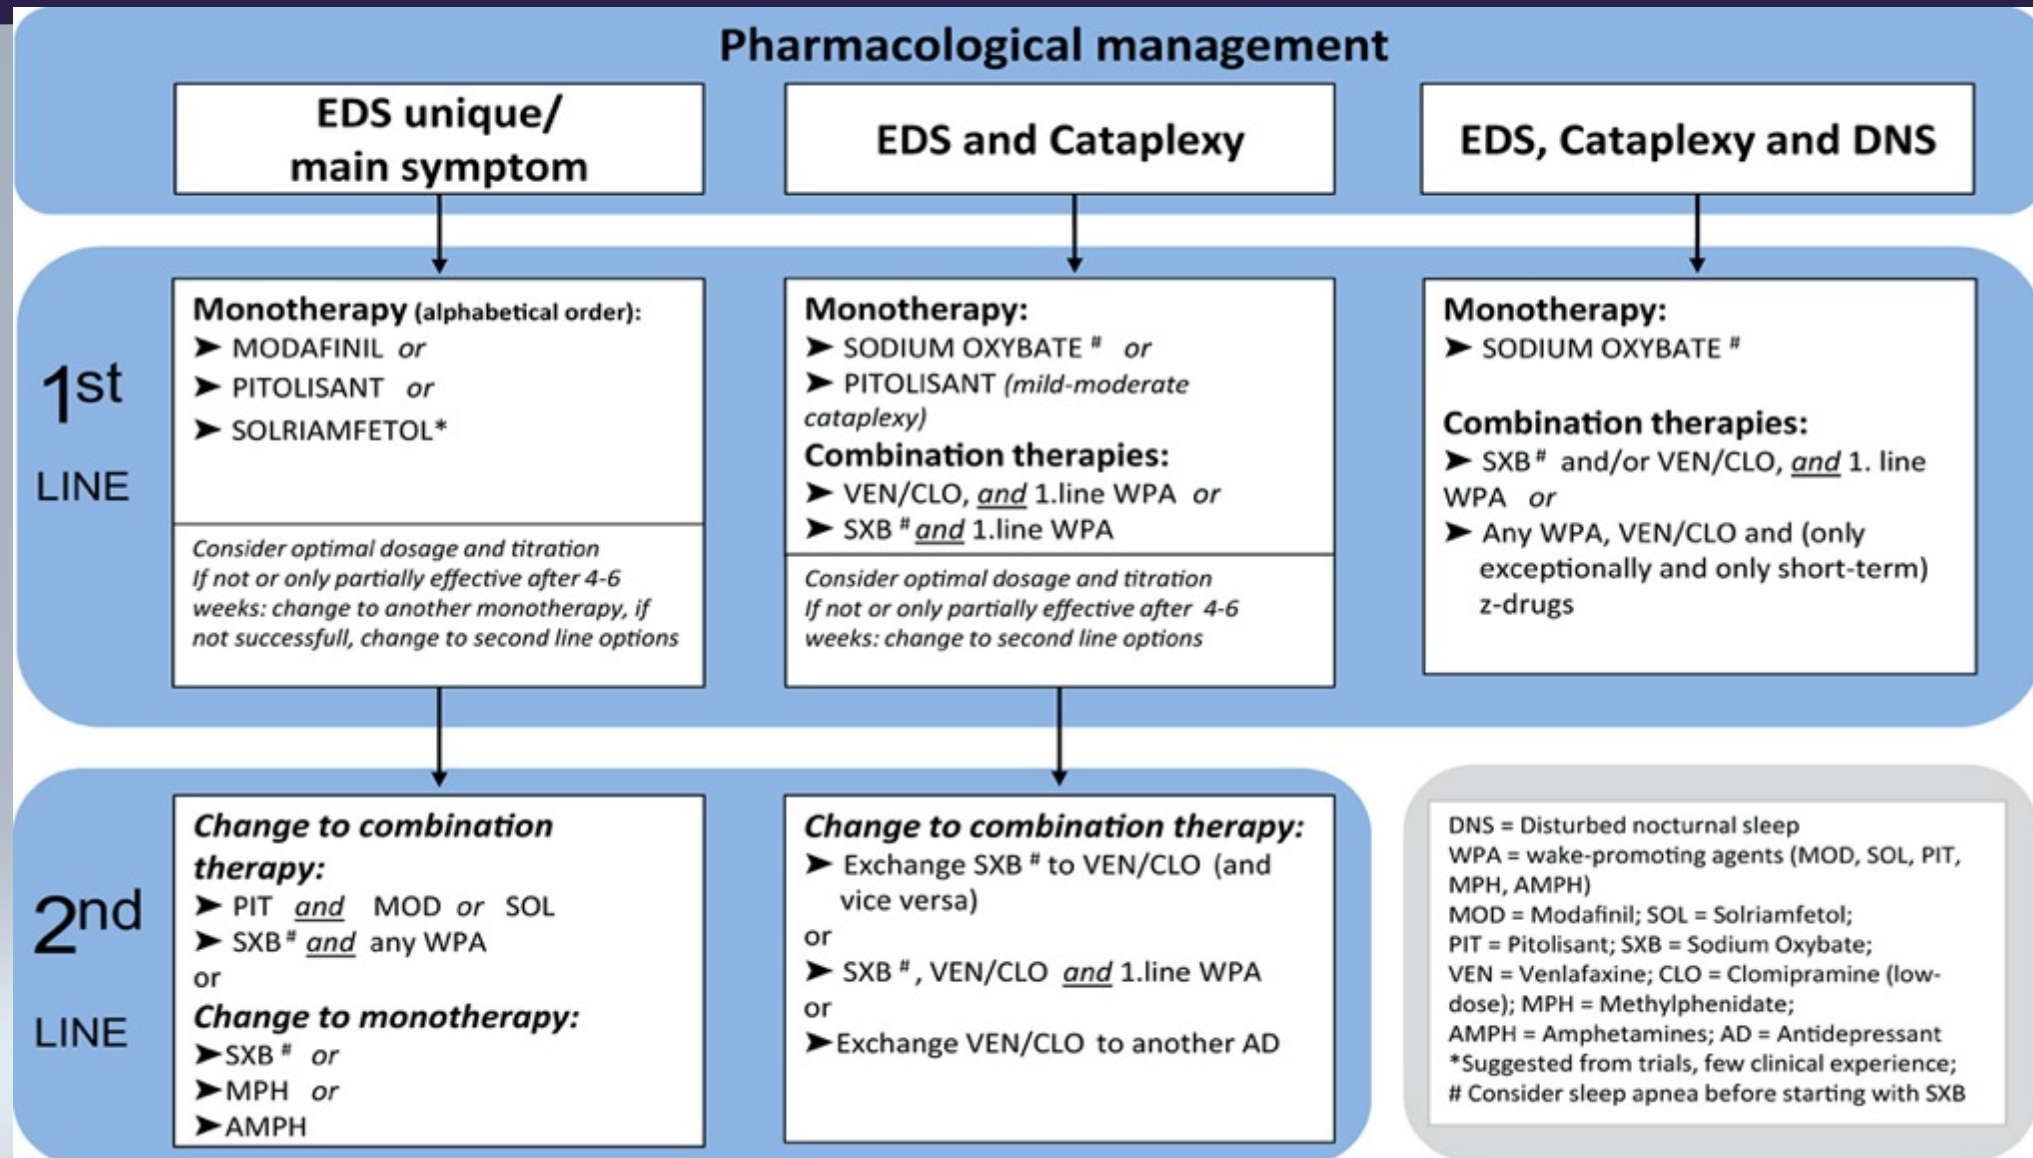 Pharmacological management
EDS unique/
main symptom
EDS and Cataplexy
EDS, Cataplexy and DNS
1st
LINE
Monotherapy (alphabetical order):
➤ MODAFINIL or
➤ PITOLISANT or
➤ SOLRIAMFETOL*
Consider optimal dosage and titration
If not or only partially effective after 4-6
weeks: change to another monotherapy, if
not successfull, change to second line options
Monotherapy:
➤ SODIUM OXYBATE # or
➤ PITOLISANT (mild-moderate
cataplexy)
Combination therapies:
➤ VEN/CLO, and 1.line WPA or
➤ SXB # and 1.line WPA
Consider optimal dosage and titration
If not or only partially effective after 4-6
weeks: change to second line options
Monotherapy:
➤ SODIUM OXYBATE #
Combination therapies:
➤ SXB # and/or VEN/CLO, and 1. line
WPA or
➤ Any WPA, VEN/CLO and (only
exceptionally and only short-term)
z-drugs
2nd
LINE
Change to combination
therapy:
➤ PIT and MOD or SOL
➤ SXB # and any WPA
or
Change to monotherapy:
➤SXB # or
➤MPH or
➤AMPH
Change to combination therapy:
➤ Exchange SXB # to VEN/CLO (and
vice versa)
or
➤ SXB #, VEN/CLO and 1.line WPA
or
➤Exchange VEN/CLO to another AD
DNS = Disturbed nocturnal sleep
WPA = wake-promoting agents (MOD, SOL, PIT,
MPH, AMPH)
MOD = Modafinil; SOL = Solriamfetol;
PIT = Pitolisant; SXB = Sodium Oxybate;
VEN = Venlafaxine; CLO = Clomipramine (low-
dose); MPH = Methylphenidate;
AMPH = Amphetamines; AD = Antidepressant
*Suggested from trials, few clinical experience;
# Consider sleep apnea before starting with SXB